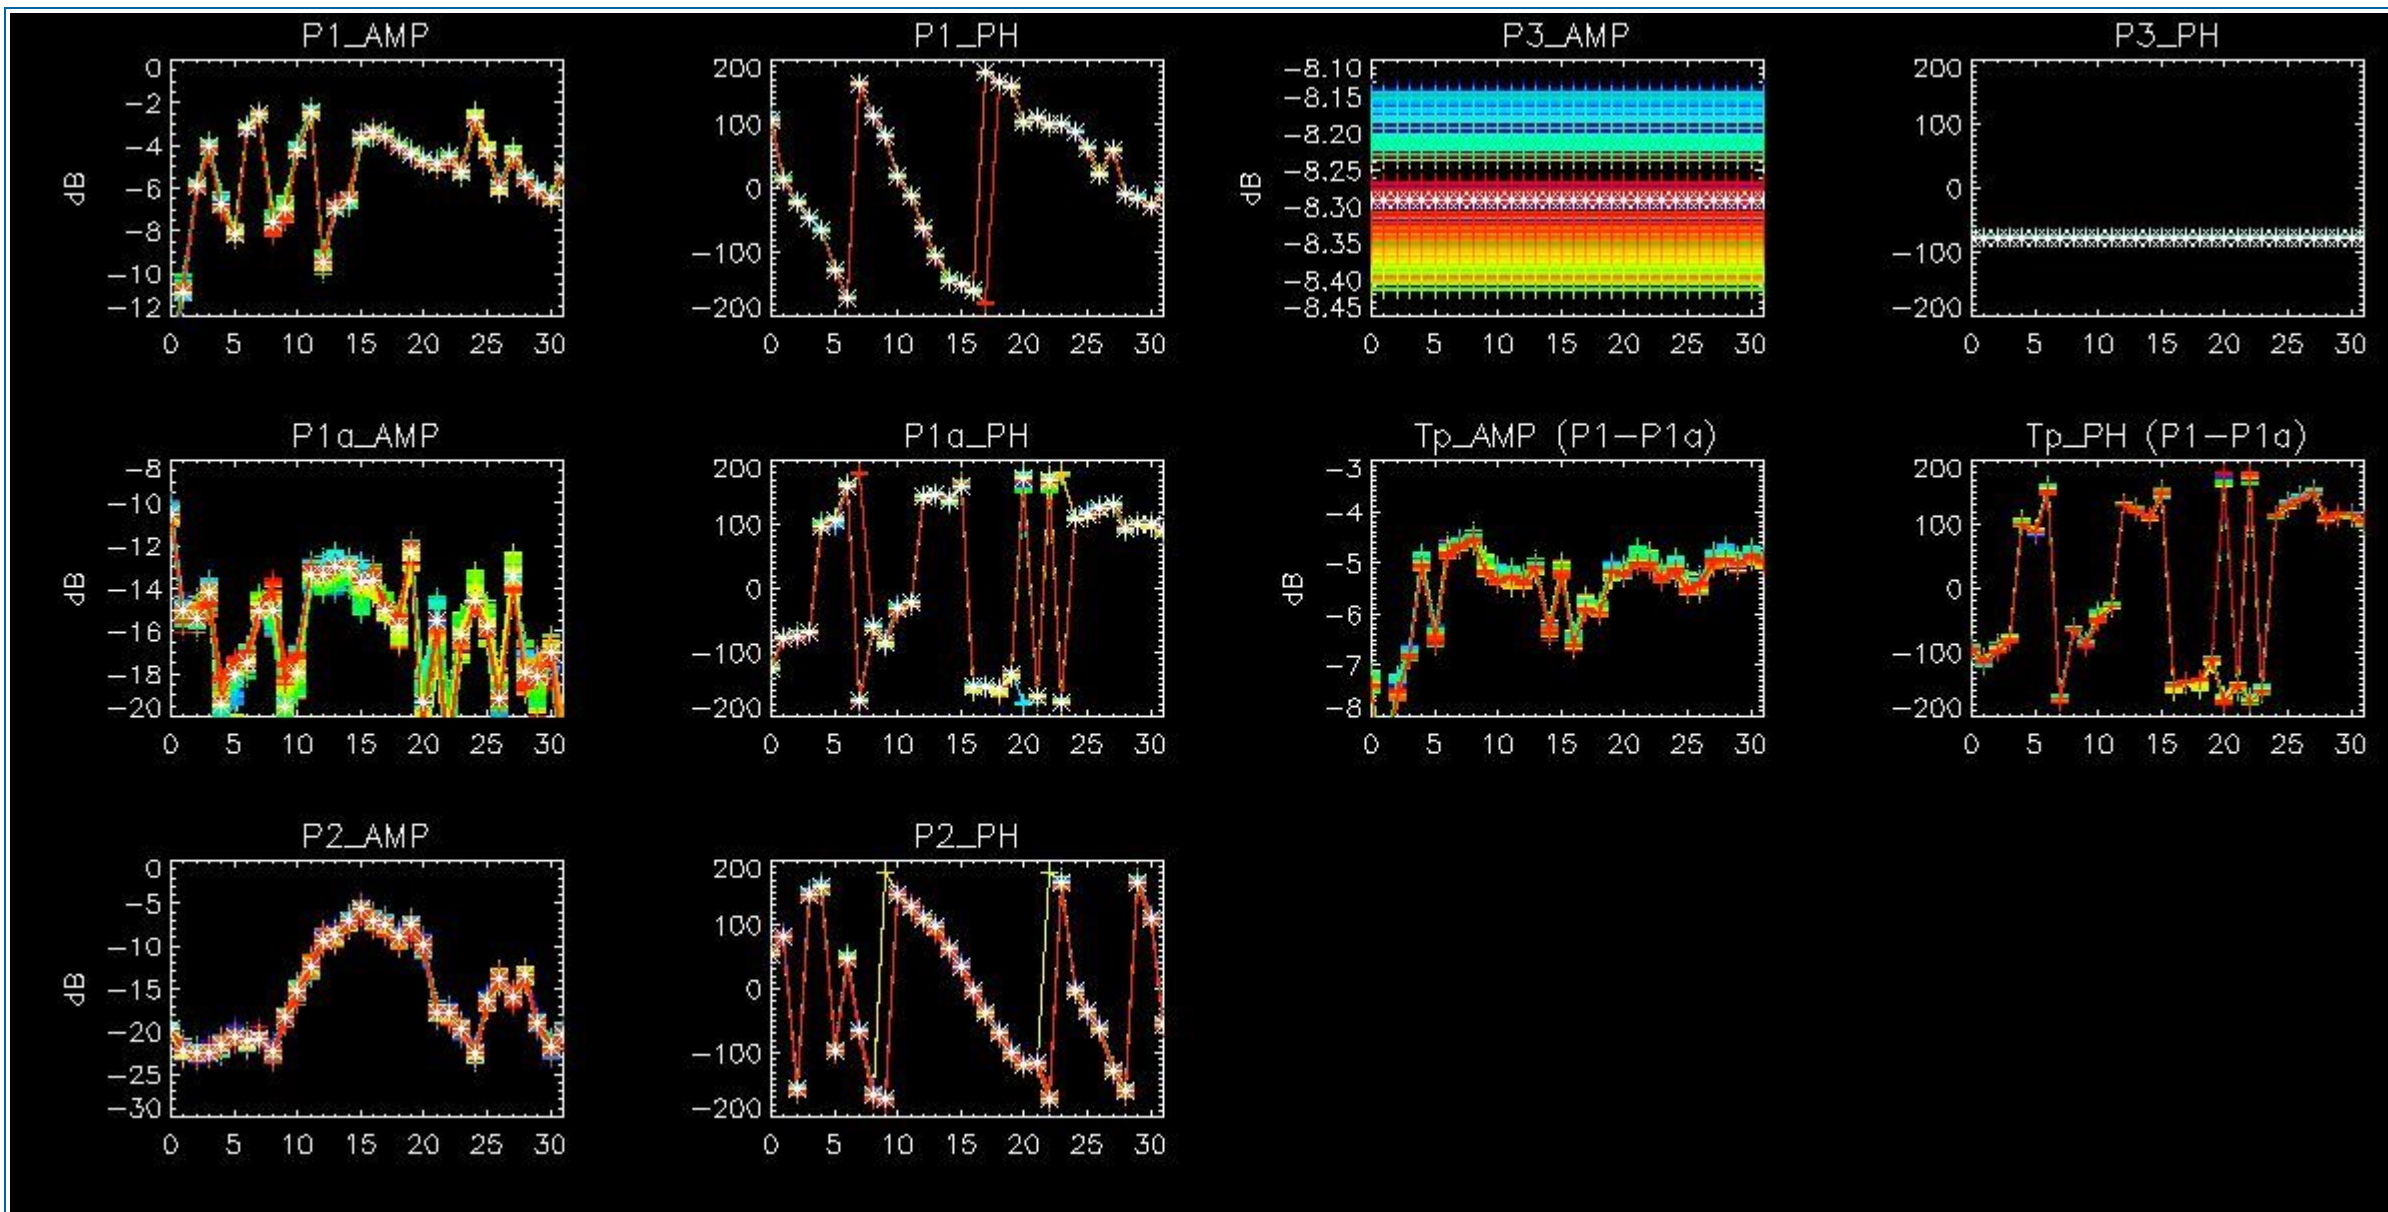 P1_AMP P1_PH P3_AMP P3_PH
0 200 -8.10 200
-2 -8.15
100 -8.20 100
-4 -8.25
dB -6 0 dB -8.30 0
-8 -8.35
-100 -100
-10 -8.40
-12 -200 -8.45 -200
0 5 10 15 20 25 30 0 5 10 15 20 25 30 0 5 10 15 20 25 30 0 5 10 15 20 25 30
P1a_AMP P1a_PH Tp_AMP (P1-P1a) Tp_PH (P1-P1a)
-8 200 -3 200
-10 100 -4 100
-12
dB -14 0 dB -5 0
-16 -6
-100 -7 -100
-18
-20 -200 -8 -200
0 5 10 15 20 25 30 0 5 10 15 20 25 30 0 5 10 15 20 25 30 0 5 10 15 20 25 30
P2_AMP P2_PH
0 200
-5 100
-10
dB -15 0
-20 -100
-25
-30 -200
0 5 10 15 20 25 30 0 5 10 15 20 25 30